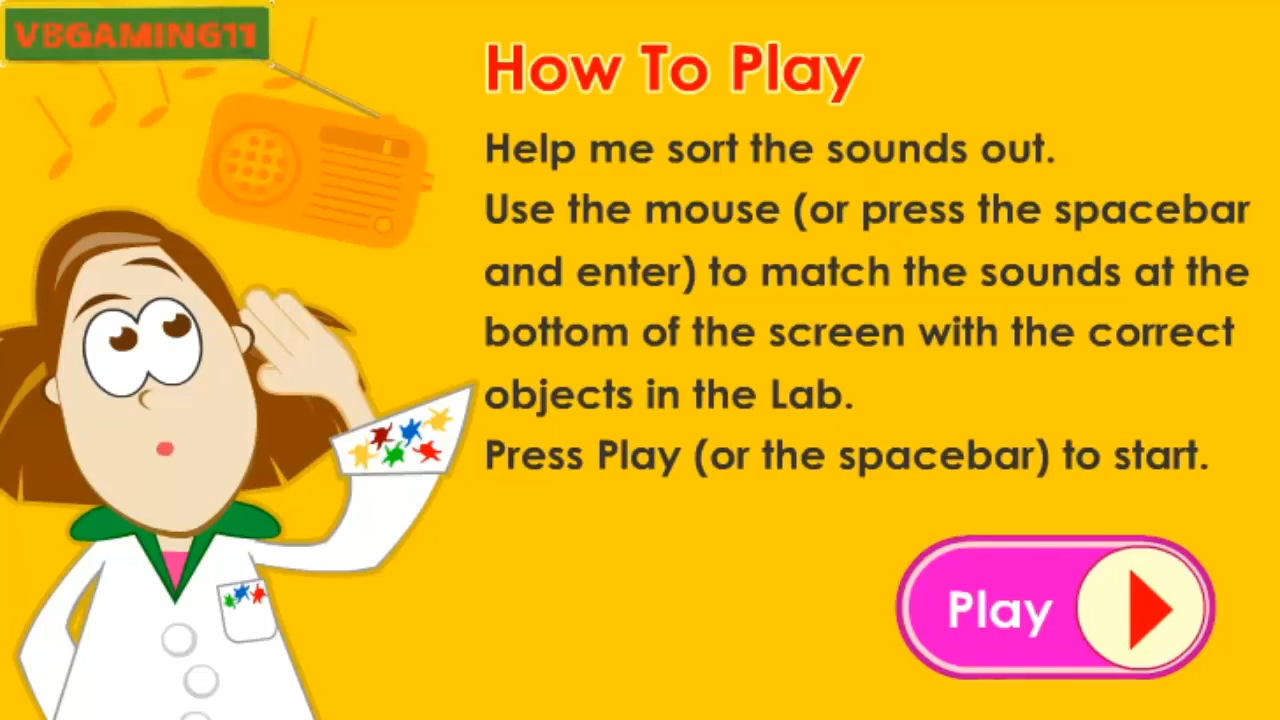 VBGAMING11
How To Play
Help me sort the sounds out.
Use the mouse (or press the spacebar
and enter) to match the sounds at the
bottom of the screen with the correct
objects in the Lab.
Press Play (or the spacebar) to start.
Play